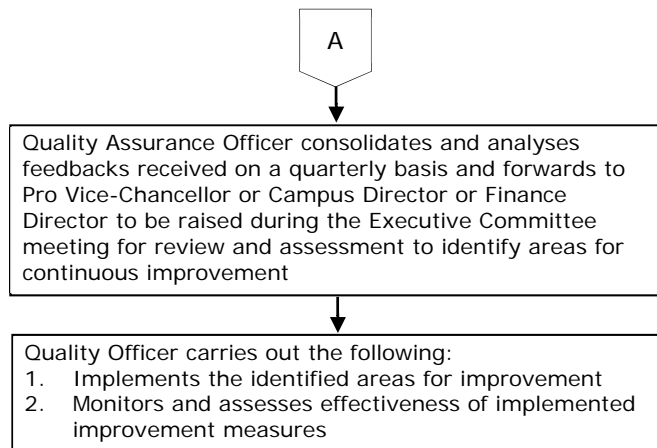 A
Quality Assurance Officer consolidates and analyses
feedbacks received on a quarterly basis and forwards to
Pro Vice-Chancellor or Campus Director or Finance
Director to be raised during the Executive Committee
meeting for review and assessment to identify areas for
continuous improvement
Quality Officer carries out the following:
1. Implements the identified areas for improvement
2. Monitors and assesses effectiveness of implemented
improvement measures